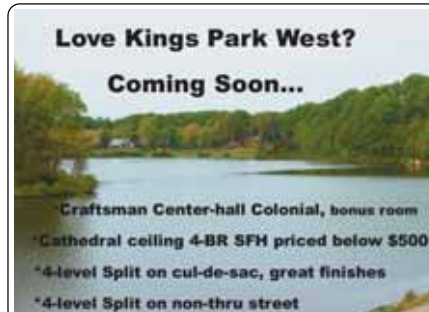 Love Kings Park West?
Coming Soon...
*Craftsman Center-hall Colonial, bonus room
*Cathedral ceiling 4-BR SFH priced below $500
*4-level Split on cul-de-sac, great finishes
*4-level Split on non-thru street